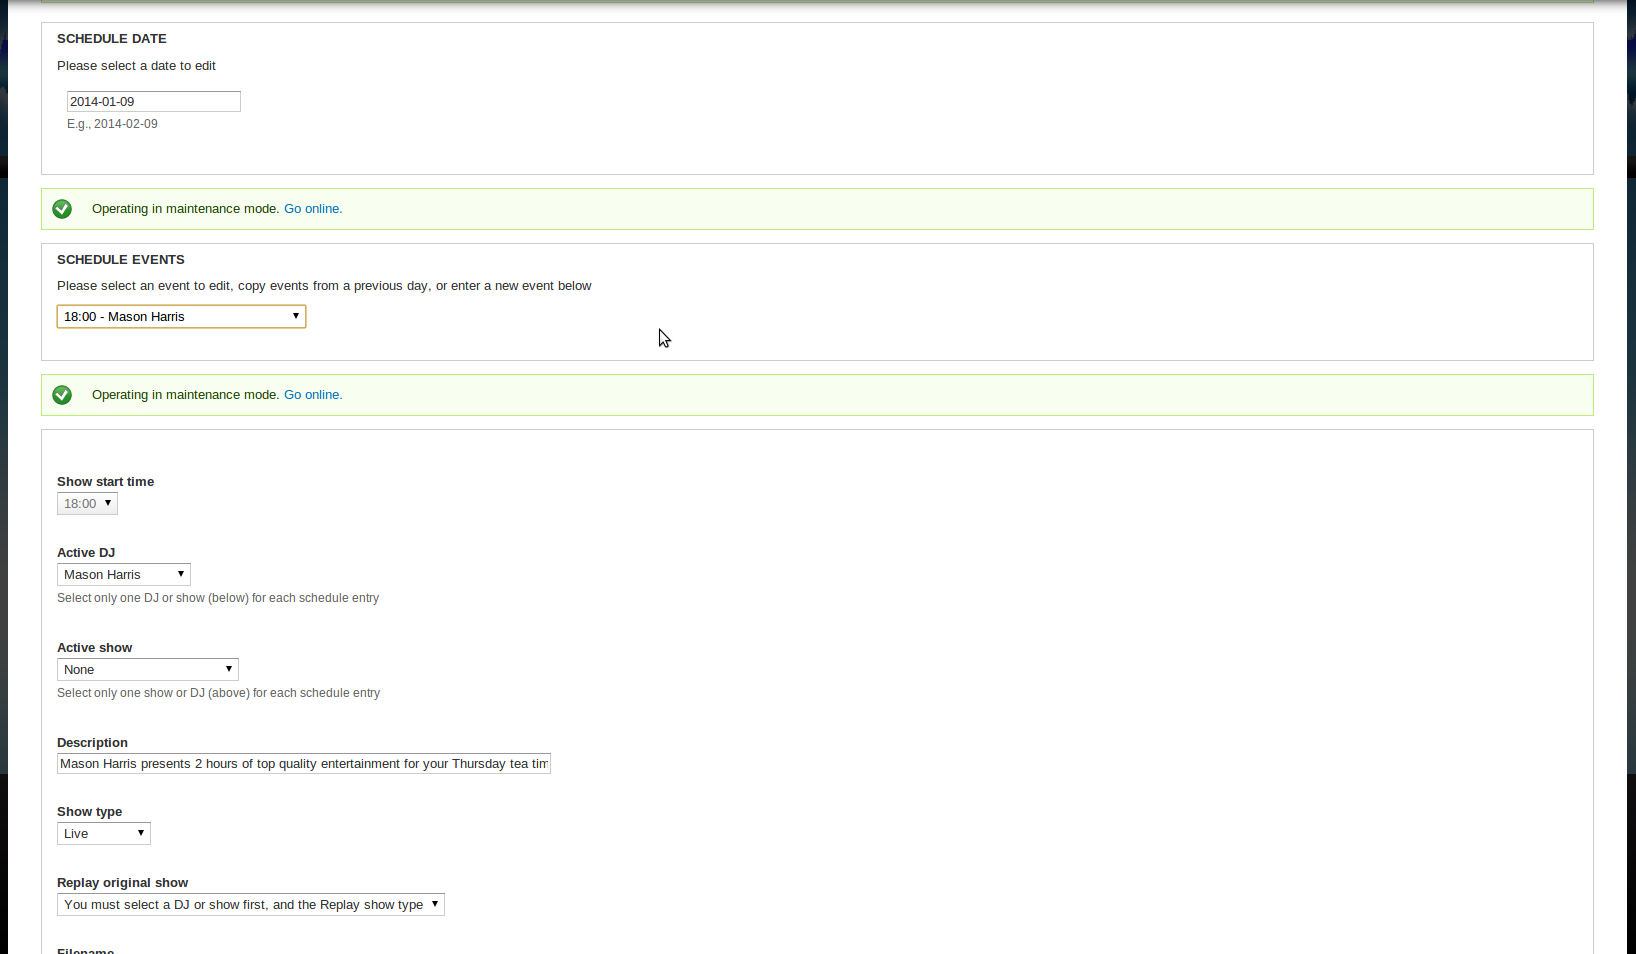 SCHEDULE DATE
Please select a date to edit
2014-01-09
E.g., 2014-02-09
Operating in maintenance mode. Go online.
SCHEDULE EVENTS
Please select an event to edit, copy events from a previous day, or enter a new event below
18:00 - Mason Harris
Operating in maintenance mode. Go online.
Show start time
18:00
Active DJ
Mason Harris
Select only one DJ or show (below) for each schedule entry
Active show
None
Select only one show or DJ (above) for each schedule entry
Description
Mason Harris presents 2 hours of top quality entertainment for your Thursday tea tim
Show type
Live
Replay original show
You must select a DJ or show first, and the Replay show type
Filename